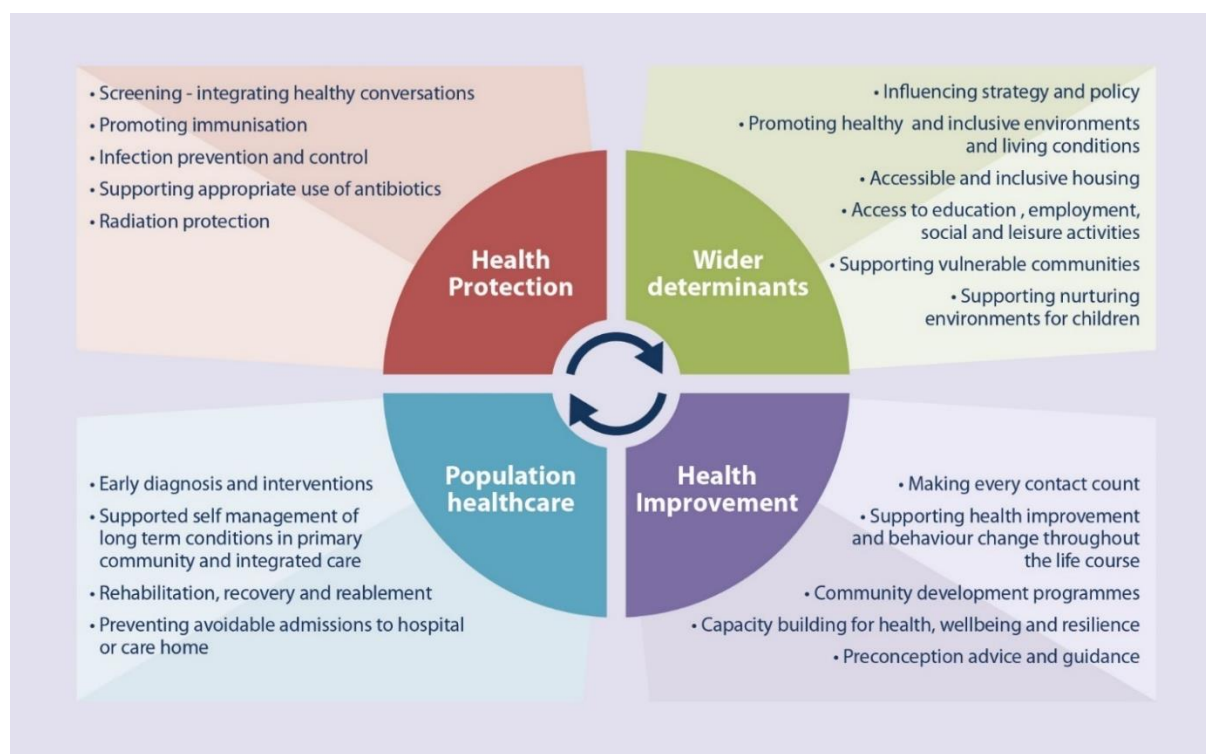 • Screening - integrating healthy conversations
• Promoting immunisation
• Infection prevention and control
• Supporting appropriate use of antibiotics
• Radiation protection
Health
Protection
• Influencing strategy and policy
• Promoting healthy and inclusive environments
and living conditions
• Accessible and inclusive housing
• Access to education , employment,
social and leisure activities
• Supporting vulnerable communities
• Supporting nurturing
environments for children
Wider
determinants
Population
healthcare
• Early diagnosis and interventions
• Supported self management of
long term conditions in primary
community and integrated care
• Rehabilitation, recovery and reablement
• Preventing avoidable admissions to hospital
or care home
Health
Improvement
• Making every contact count
• Supporting health improvement
and behaviour change throughout
the life course
• Community development programmes
• Capacity building for health, wellbeing and resilience
• Preconception advice and guidance